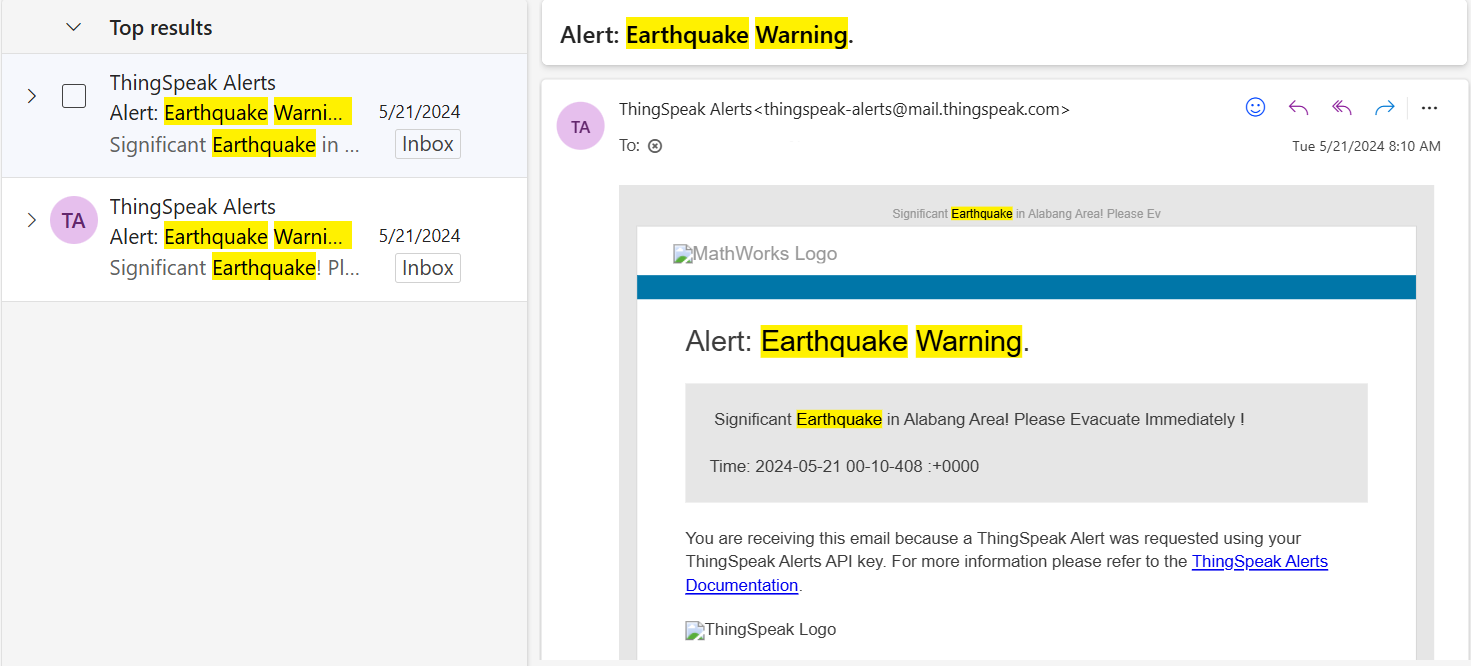 Top results
ThingSpeak Alerts
Alert: Earthquake Warni...
5/21/2024
Significant Earthquake in ...
Inbox
TA
ThingSpeak Alerts
Alert: Earthquake Warni...
5/21/2024
Significant Earthquake! Pl...
Inbox
Alert: Earthquake Warning.
TA
ThingSpeak Alerts<thingspeak-alerts@mail.thingspeak.com>
To:
Tue 5/21/2024 8:10 AM
Significant Earthquake in Alabang Area! Please Ev
MathWorks Logo
Alert: Earthquake Warning.
Significant Earthquake in Alabang Area! Please Evacuate Immediately !
Time: 2024-05-21 00-10-408 :+0000
You are receiving this email because a ThingSpeak Alert was requested using your
ThingSpeak Alerts API key. For more information please refer to the ThingSpeak Alerts
Documentation.
ThingSpeak Logo